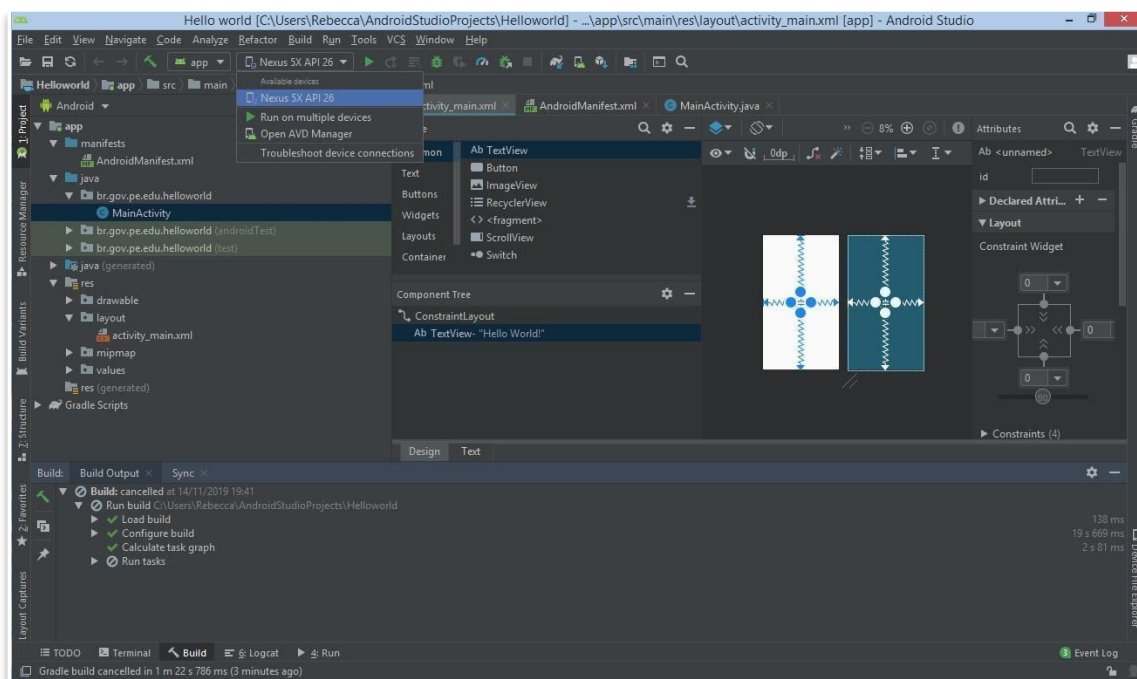 Hello world [C:\Users\Rebecca\AndroidStudioProjects\Helloworld] - ...\app\src\main\res\layout\activity_main.xml [app] - Android Studio
File Edit View Navigate Code Analyze Refactor Build Run Tools VCS Window Help
app Nexus 5X API 26
Helloworld app src main
Available devices
Nexus 5X API 26
Run on multiple devices
Open AVD Manager
Troubleshoot device connections
AndroidManifest.xml MainActivity.java
1: Project
Resource Manager
Build Variants
7: Structure
2: Favorites
Layout Captures
Android
app
manifests
AndroidManifest.xml
java
br.gov.pe.edu.helloworld
MainActivity
br.gov.pe.edu.helloworld (androidTest)
br.gov.pe.edu.helloworld (test)
java (generated)
res
drawable
layout
activity_main.xml
mipmap
values
res (generated)
Gradle Scripts
Text
Buttons
Widgets
Layouts
Container
Ab TextView
Button
ImageView
RecyclerView
<> <fragment>
ScrollView
Switch
Component Tree
ConstraintLayout
Ab TextView- "Hello World!"
Design Text
8%
0dp
Attributes
Ab <unnamed> TextView
id
Declared Attri...
Layout
Constraint Widget
0
0
0
50
Constraints (4)
Gradle
Device File Explorer
Build: Build Output Sync
Build: cancelled at 14/11/2019 19:41
Run build C:\Users\Rebecca\AndroidStudioProjects\Helloworld
Load build 138 ms
Configure build 19 s 669 ms
Calculate task graph 2 s 81 ms
Run tasks
TODO Terminal Build 6: Logcat 4: Run 3 Event Log
Gradle build cancelled in 1 m 22 s 786 ms (3 minutes ago)